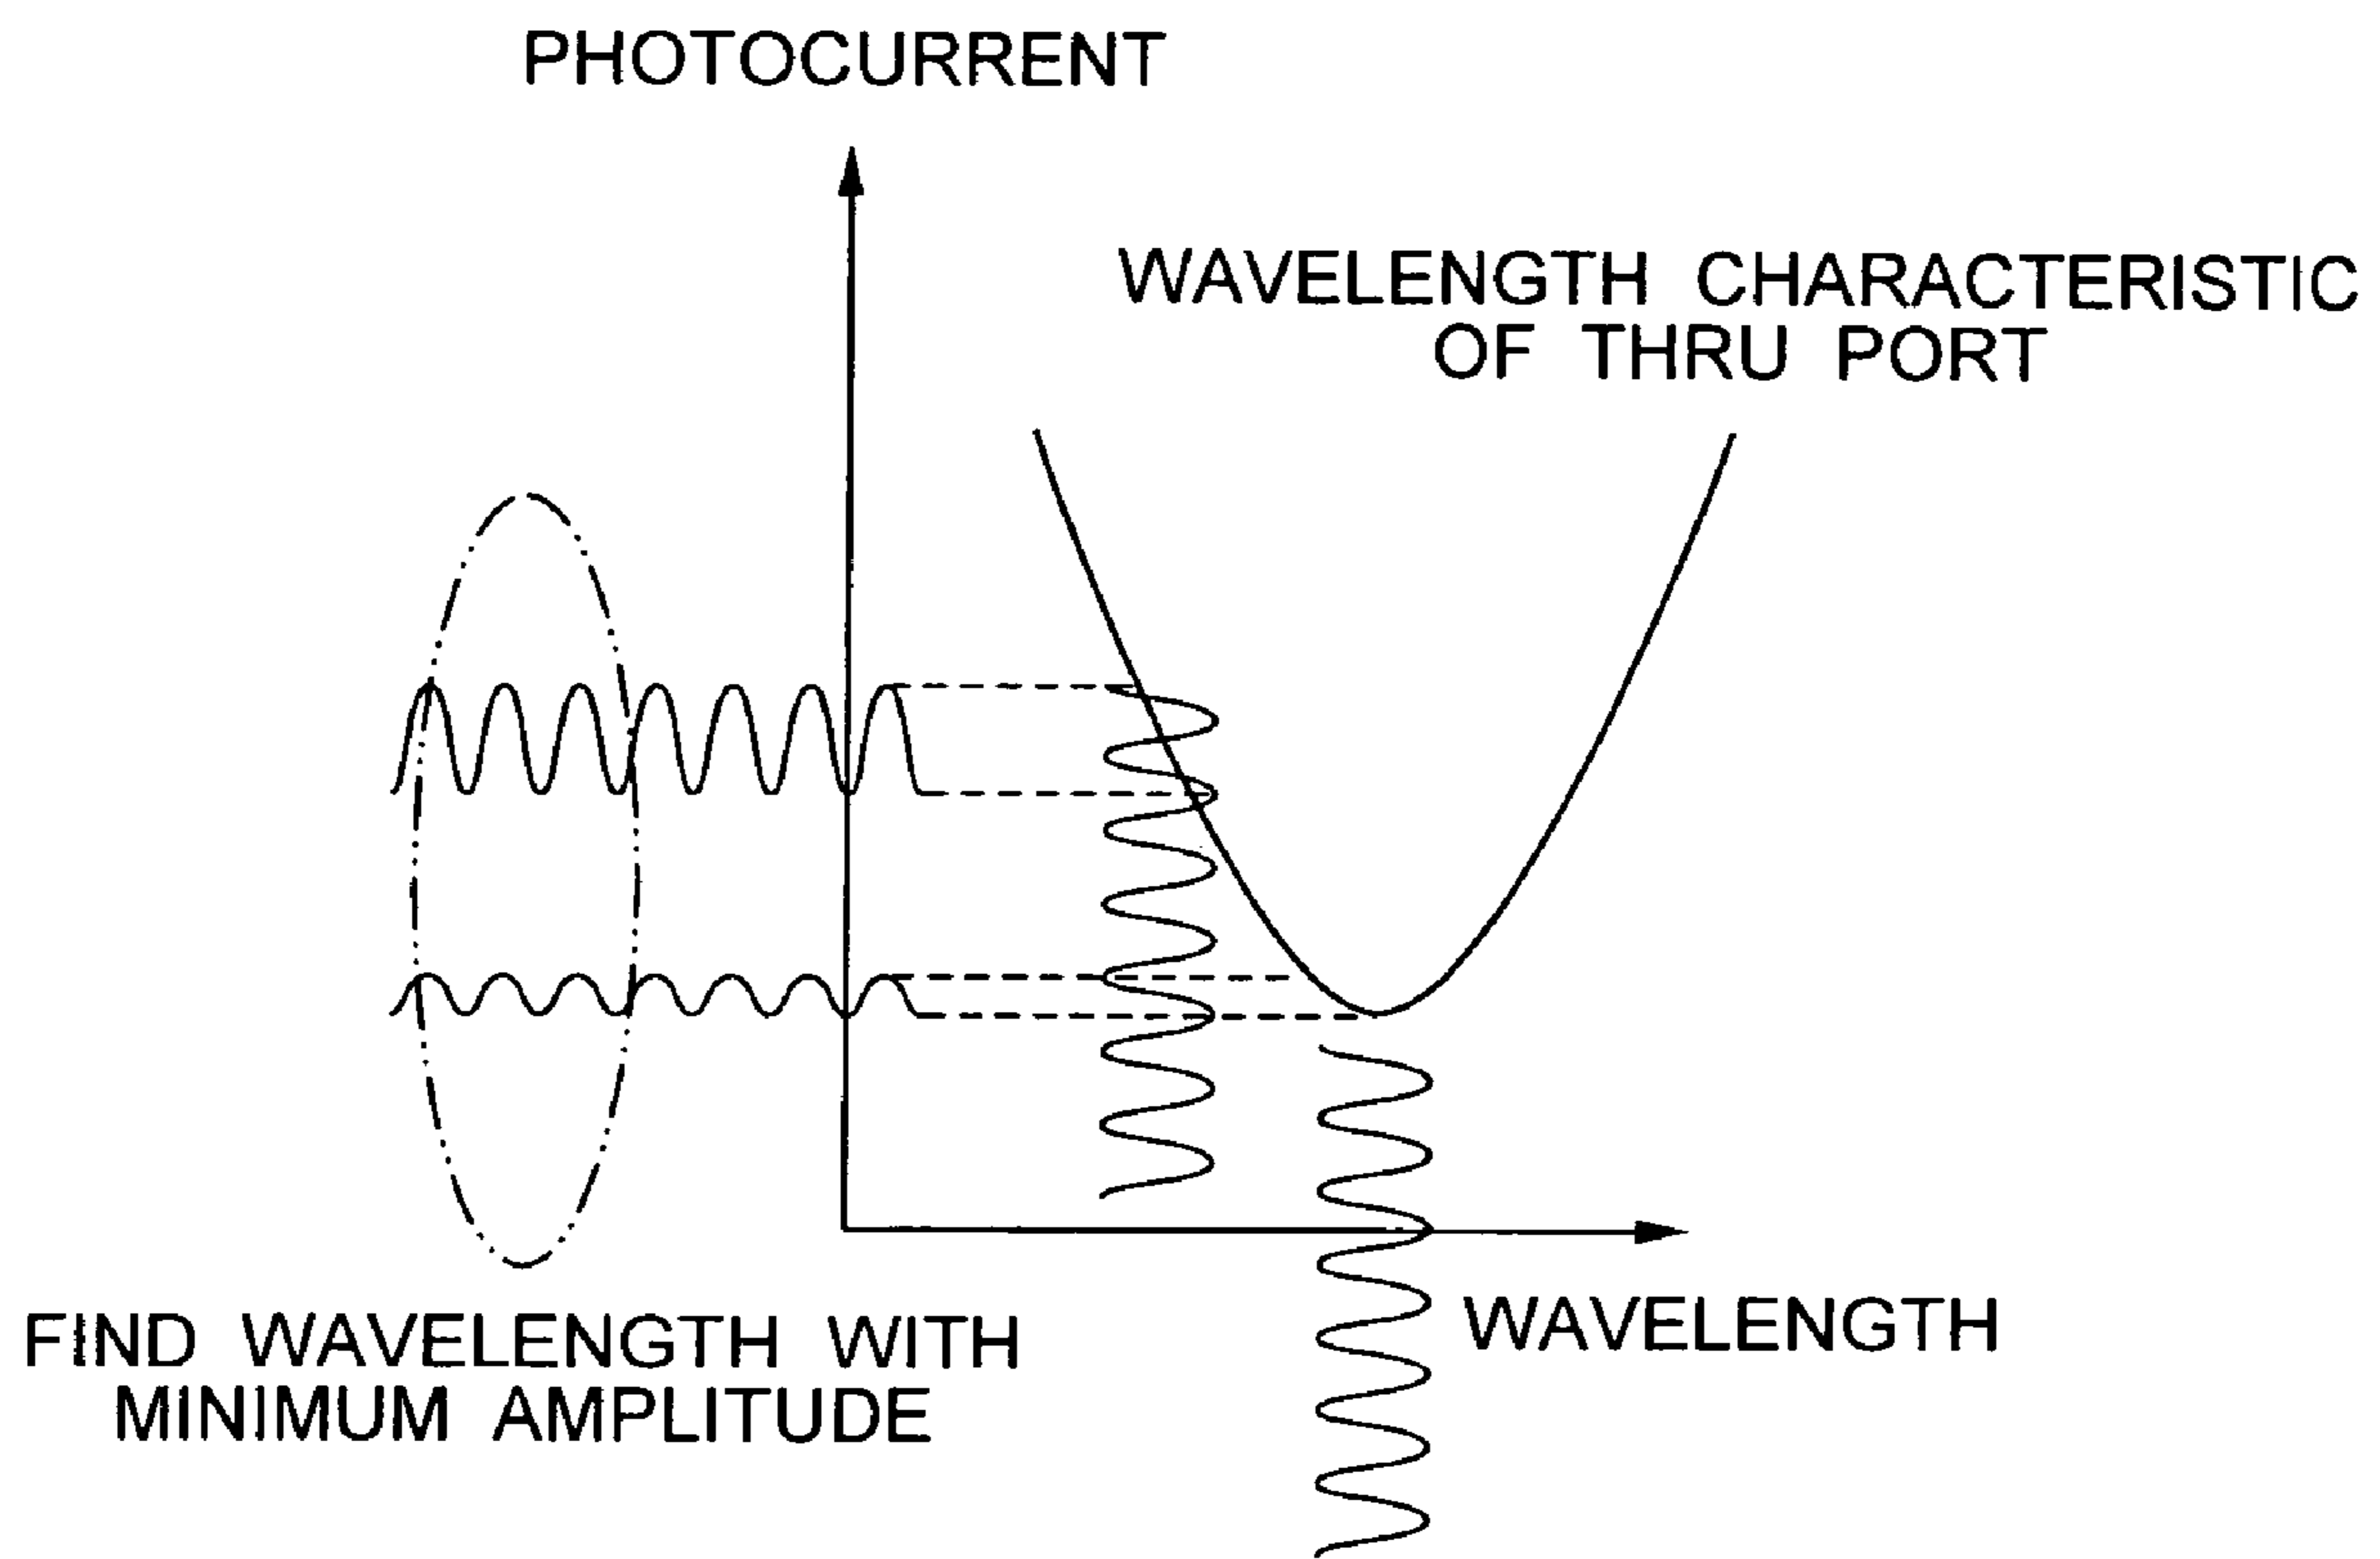 PHOTOCURRENT
WAVELENGTH CHARACTERISTIC
OF THRU PORT
WAVELENGTH
FIND WAVELENGTH WITH
MINIMUM AMPLITUDE